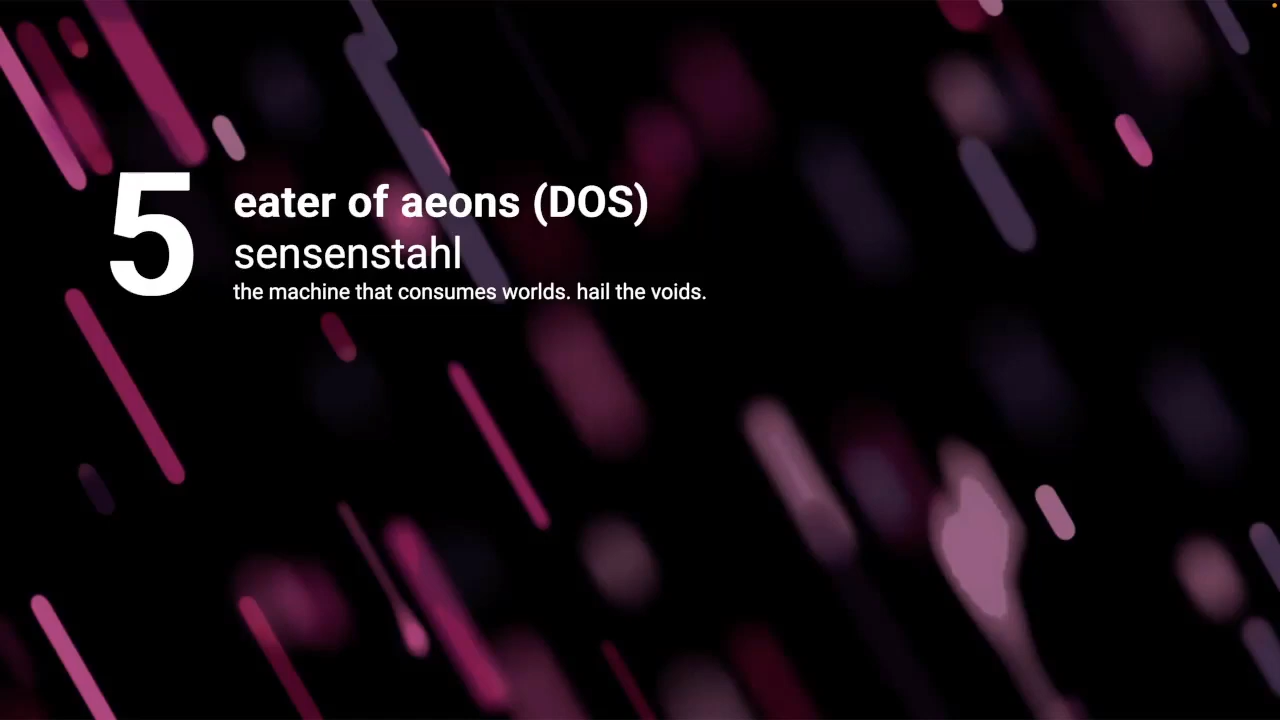 5
eater of aeons (DOS)
sensenstahl
the machine that consumes worlds. hail the voids.